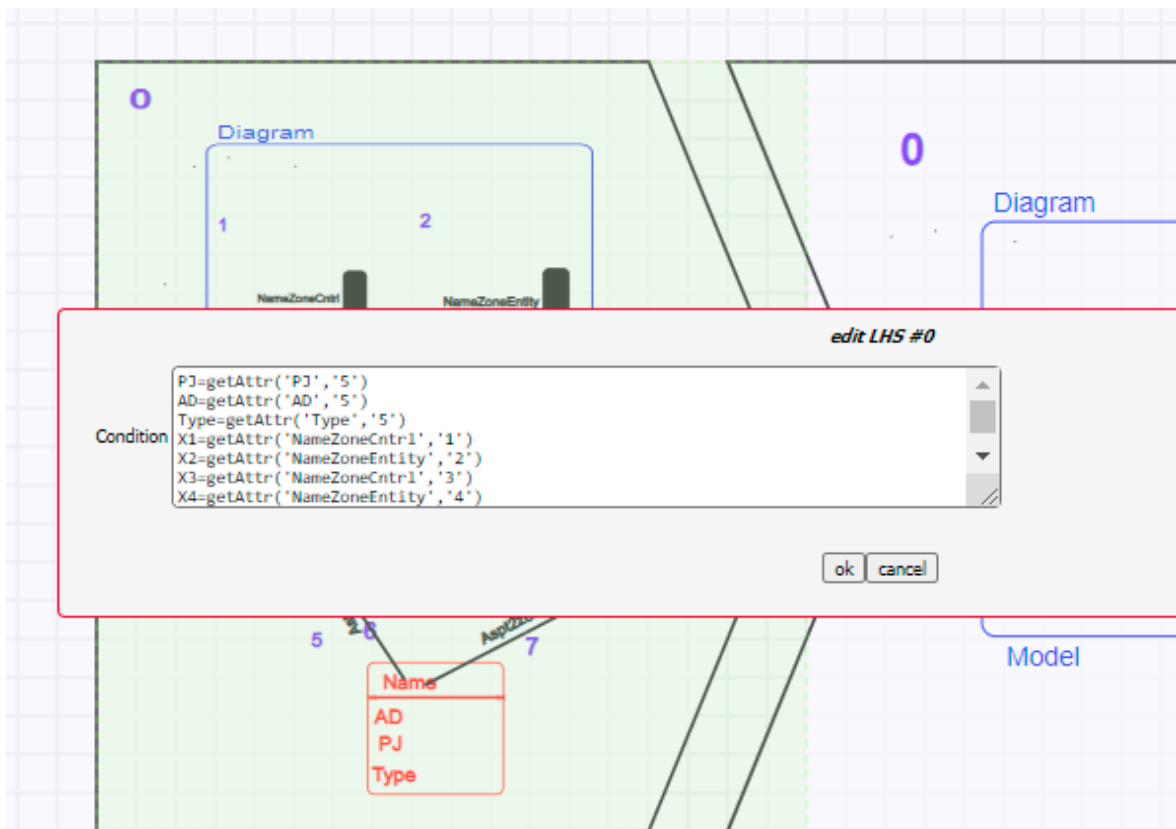 0
0
Diagram
Diagram
1
2
NameZoneCntrl
NameZoneEntity
edit LHS #0
Condition
PJ=getAttr('PJ','5')
AD=getAttr('AD','5')
Type=getAttr('Type','5')
X1=getAttr('NameZoneCntrl','1')
X2=getAttr('NameZoneEntity','2')
X3=getAttr('NameZoneCntrl','3')
X4=getAttr('NameZoneEntity','4')
ok cancel
5
6
7
Model
Name
AD
PJ
Type